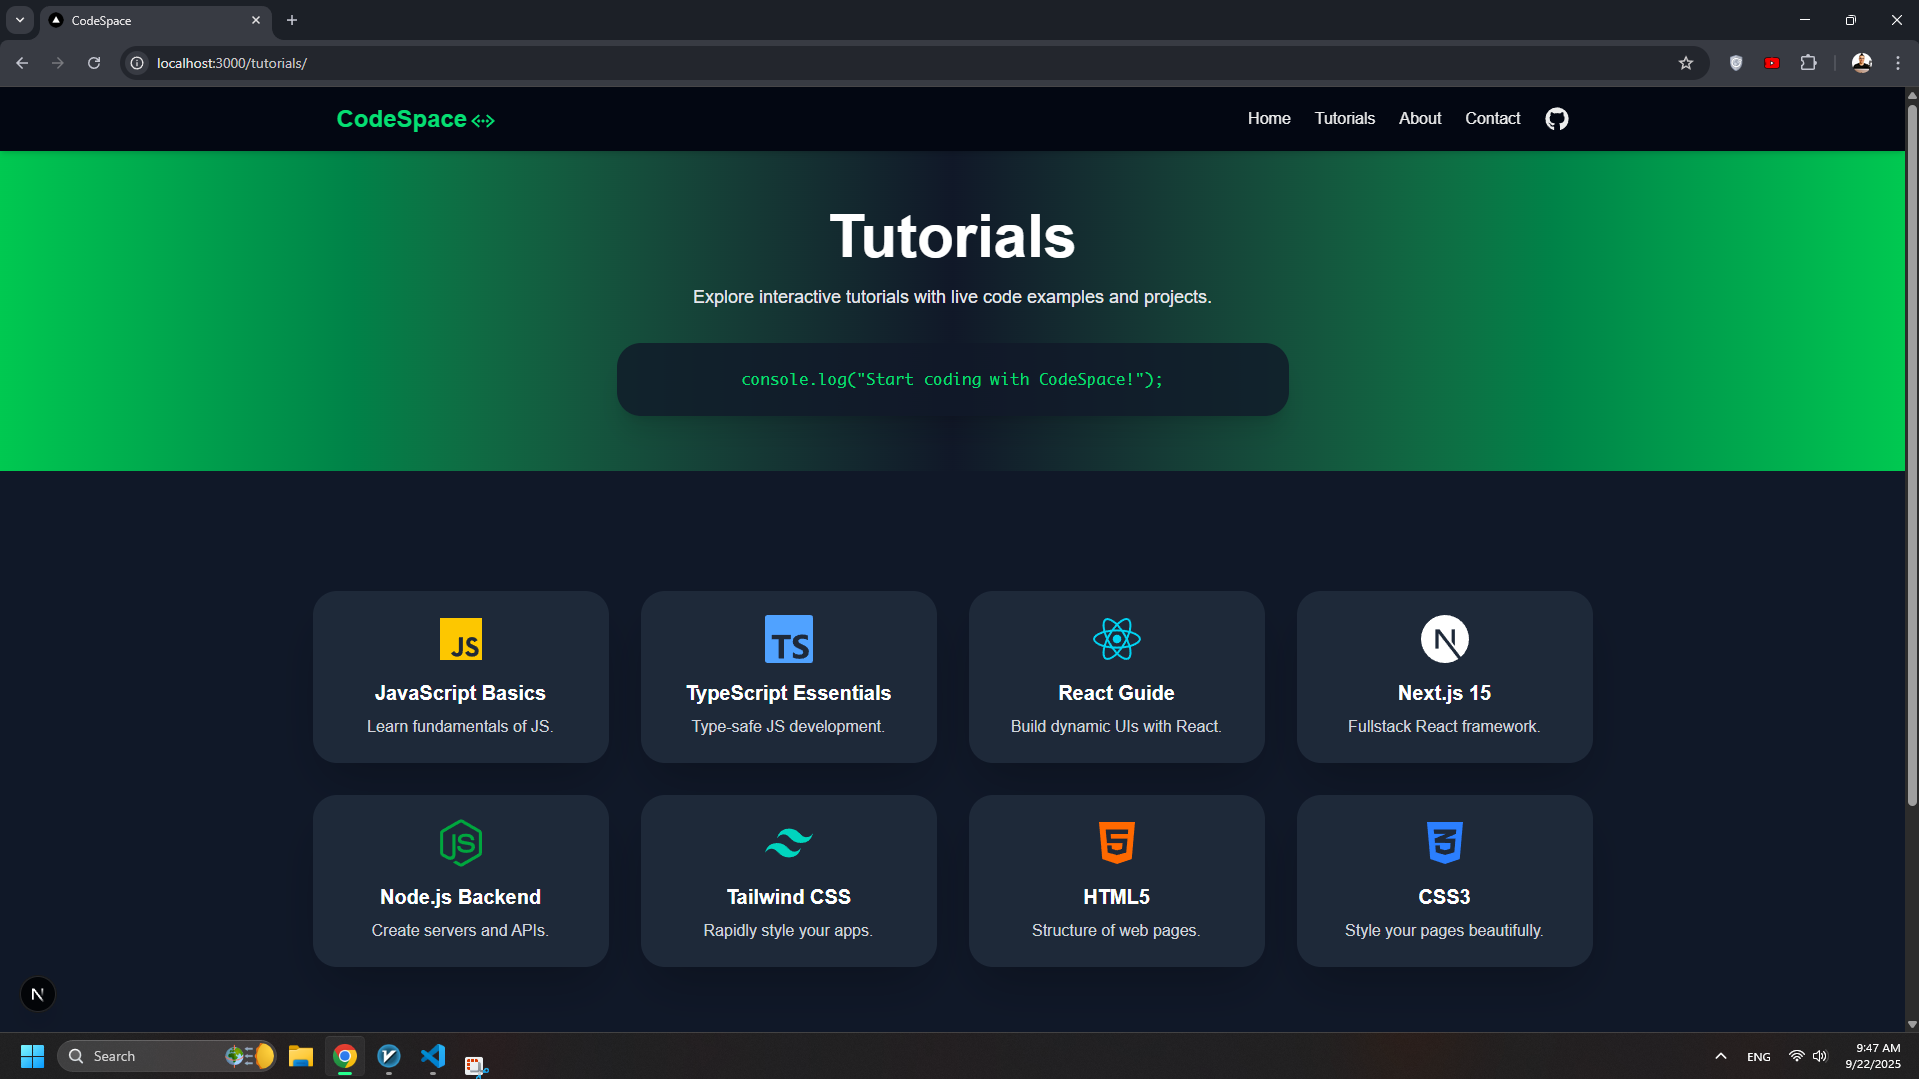 CodeSpace
localhost:3000/tutorials/
CodeSpace
Home
Tutorials
About
Contact
Tutorials
Explore interactive tutorials with live code examples and projects.
console.log("Start coding with CodeSpace!");
JS
TS
N
JavaScript Basics
TypeScript Essentials
React Guide
Next.js 15
Learn fundamentals of JS.
Type-safe JS development.
Build dynamic UIs with React.
Fullstack React framework.
JS
5
3
Node.js Backend
Tailwind CSS
HTML5
CSS3
Create servers and APIs.
Rapidly style your apps.
Structure of web pages.
Style your pages beautifully.
N
Search
ENG
9:47 AM
9/22/2025